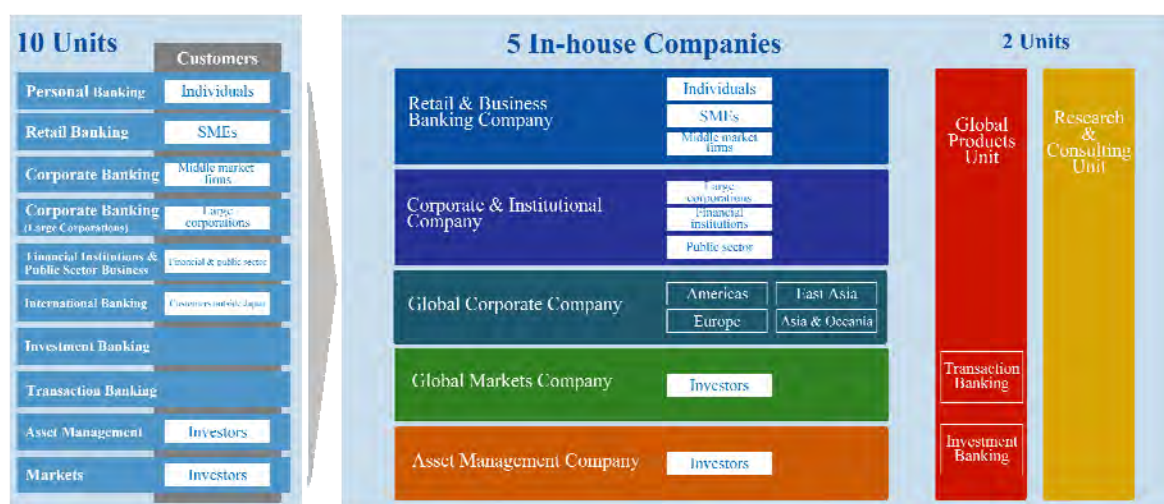 10 Units
Customers
Personal Banking
Individuals
Retail Banking
SMEs
Corporate Banking
Middle market
firms
Corporate Banking
(Large Corporations)
Large
corporations
Financial Institutions &
Public Sector Business
Financial & public sector
International Banking
Customers outside Japan
Investment Banking
Transaction Banking
Asset Management
Investors
Markets
Investors
5 In-house Companies
Retail & Business
Banking Company
Individuals
SMEs
Middle market
firms
Corporate & Institutional
Company
Large
corporations
Financial
institutions
Public sector
Global Corporate Company
Americas
East Asia
Europe
Asia & Oceania
Global Markets Company
Investors
Asset Management Company
Investors
2 Units
Global
Products
Unit
Transaction
Banking
Investment
Banking
Research
&
Consulting
Unit